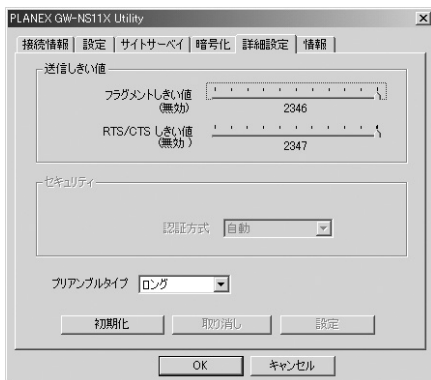 PLANEX GW-NS11X Utility
接続情報 設定 サイトサーベイ 暗号化 詳細設定 情報
送信しきい値
フラグメントしきい値
(無効)
2346
RTS/CTS しきい値
(無効 )
2347
セキュリティ
認証方式 自動
プリアンブルタイプ ロング
初期化 取り消し 設定
OK キャンセル